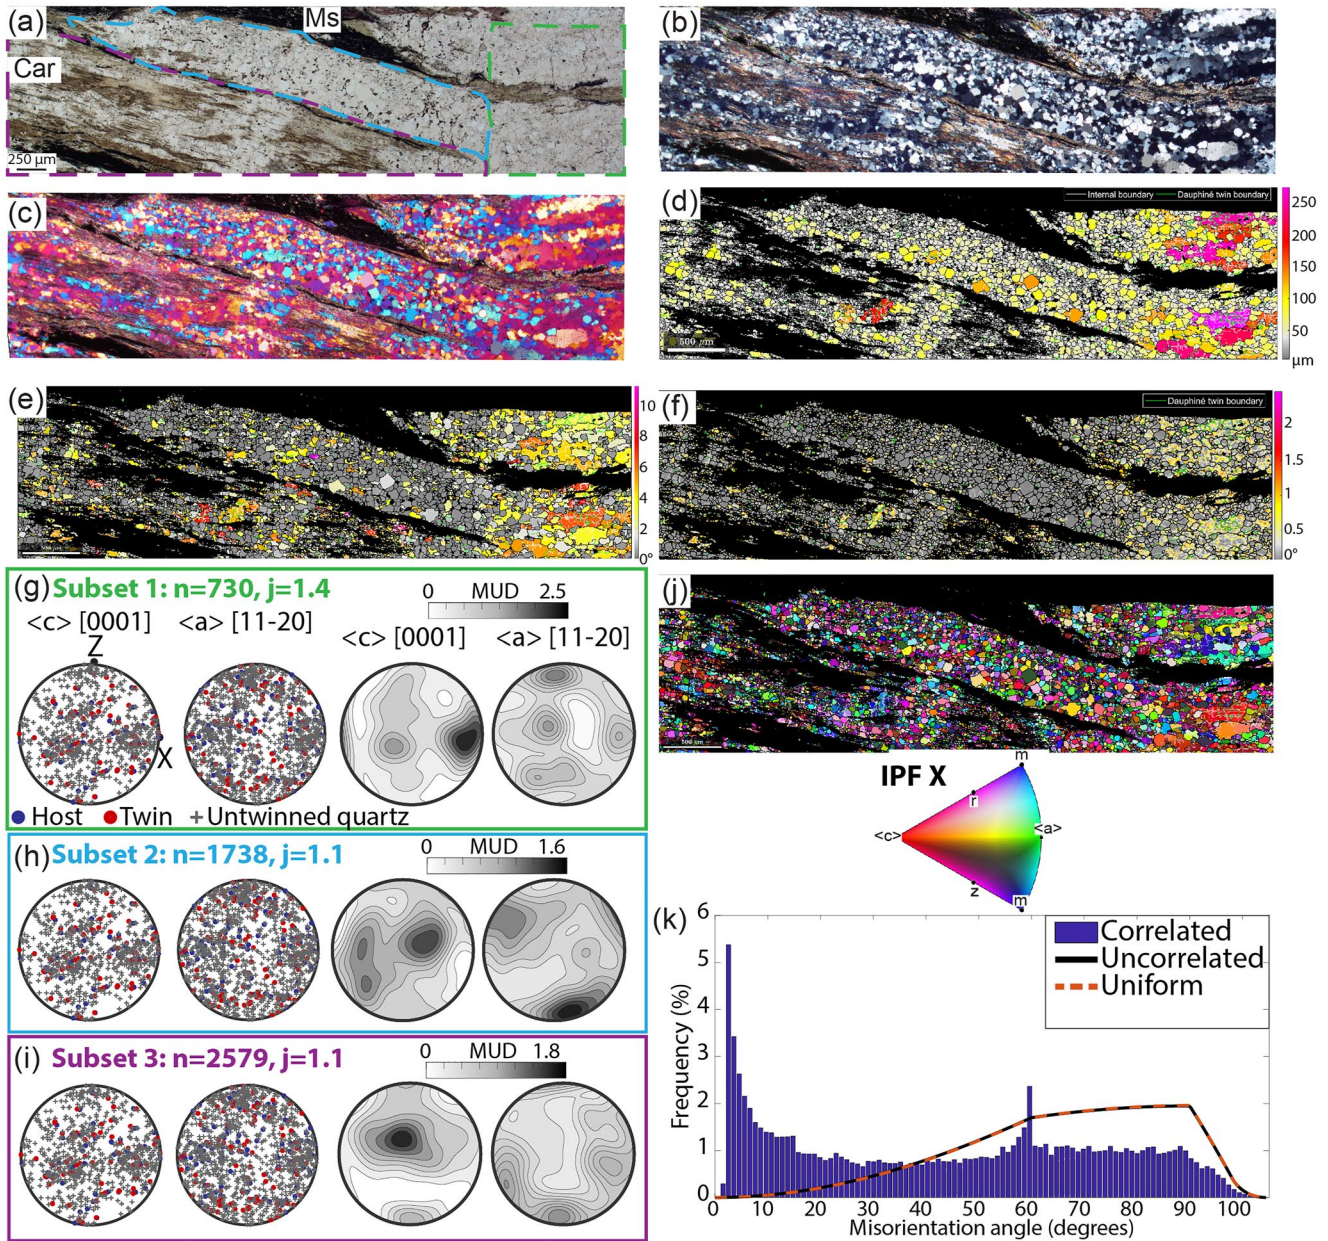 (a)
Ms
Car
250 µm
(b)
(c)
(d)
Internal boundary Dauphiné twin boundary
250
200
150
100
50
µm
500 µm
(e)
10
8
6
4
2
0°
(f)
Dauphiné twin boundary
2
1.5
1
0.5
0°
(g) Subset 1: n=730, j=1.4
0 MUD 2.5
<c> [0001] <a> [11-20] <c> [0001] <a> [11-20]
Z
X
Host Twin Untwinned quartz
(h) Subset 2: n=1738, j=1.1
0 MUD 1.6
(i) Subset 3: n=2579, j=1.1
0 MUD 1.8
(j)
IPF X
m
r
<c>
<a>
z
m
(k)
6
5
4
3
2
1
0
Frequency (%)
Correlated
Uncorrelated
Uniform
0 10 20 30 40 50 60 70 80 90 100
Misorientation angle (degrees)